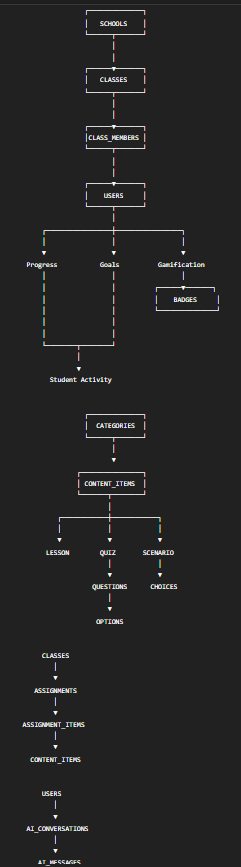 SCHOOLS
CLASSES
CLASS_MEMBERS
USERS
Progress Goals Gamification
BADGES
Student Activity
CATEGORIES
CONTENT_ITEMS
LESSON QUIZ SCENARIO
QUESTIONS CHOICES
OPTIONS
CLASSES
ASSIGNMENTS
ASSIGNMENT_ITEMS
CONTENT_ITEMS
USERS
AI_CONVERSATIONS
AI_MESSAGES